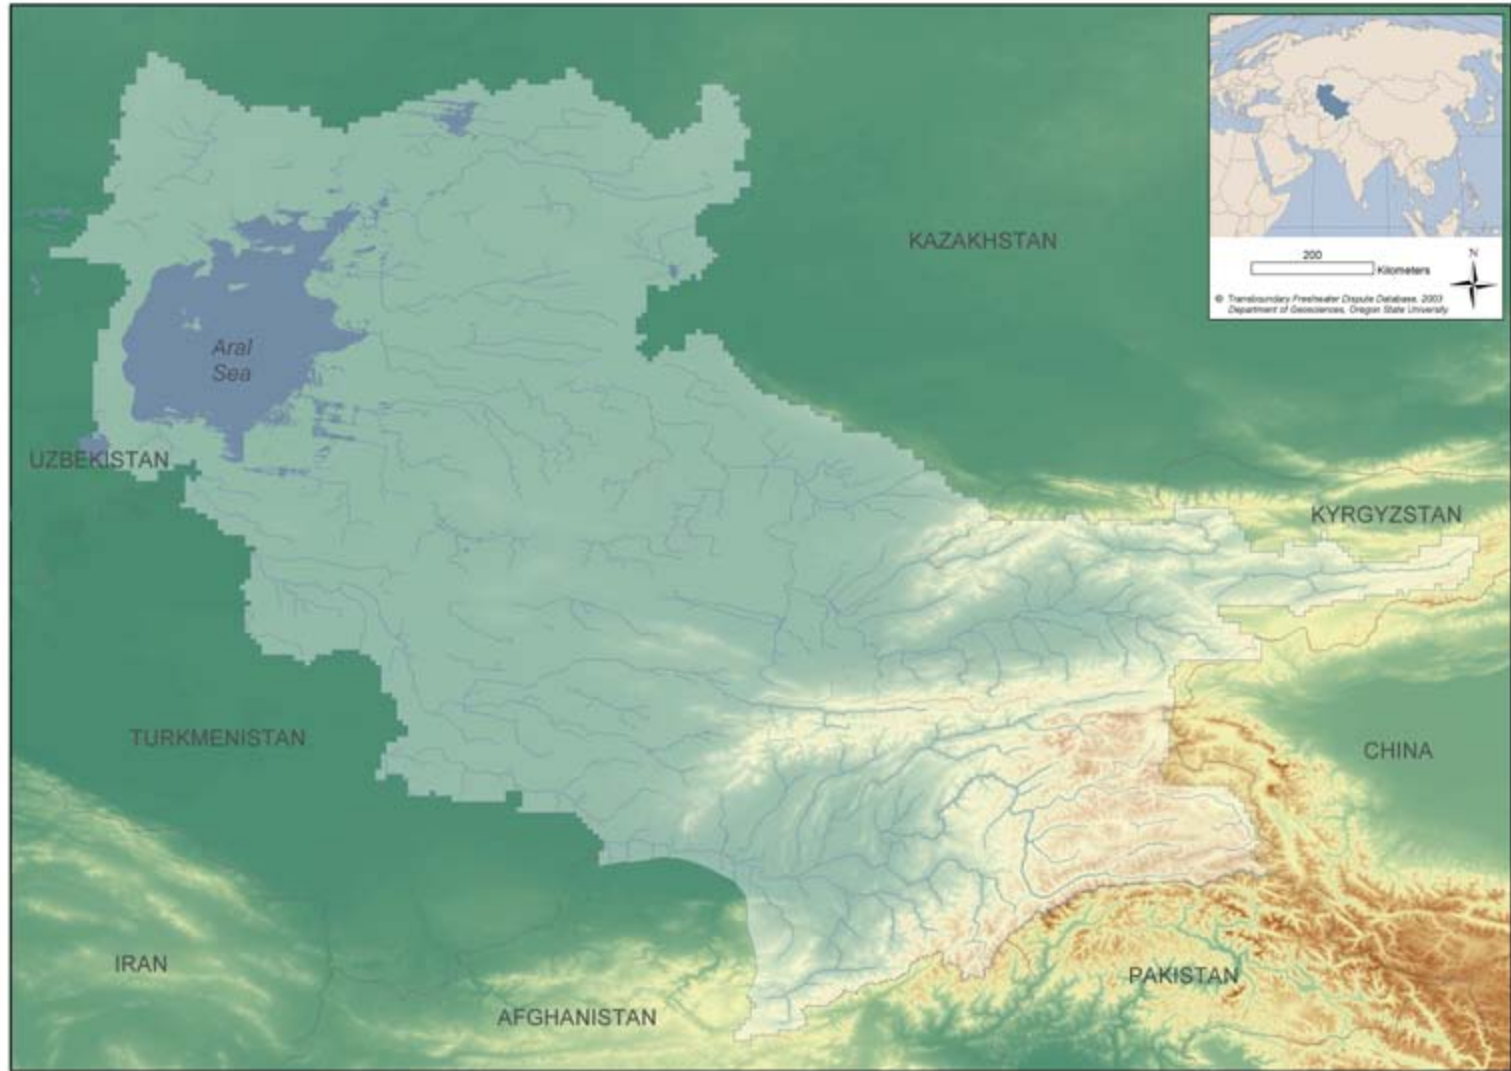 KAZAKHSTAN
N
200
Kilometers
© Transboundary Freshwater Dispute Database, 2003
Department of Geosciences, Oregon State University
Aral
Sea
UZBEKISTAN
KYRGYZSTAN
TURKMENISTAN
CHINA
IRAN
PAKISTAN
AFGHANISTAN